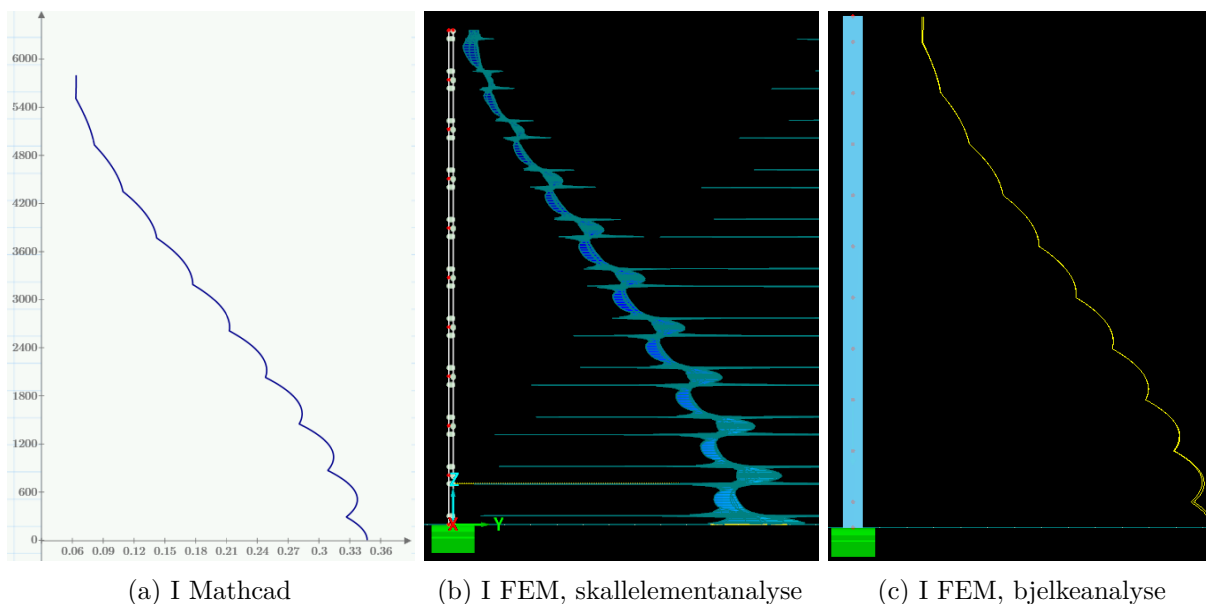 6000
5400
4800
4200
3600
3000
2400
1800
1200
600
0
0.06 0.09 0.12 0.15 0.18 0.21 0.24 0.27 0.3 0.33 0.36
Z
X
Y
(a) I Mathcad
(b) I FEM, skallelementanalyse
(c) I FEM, bjelkeanalyse